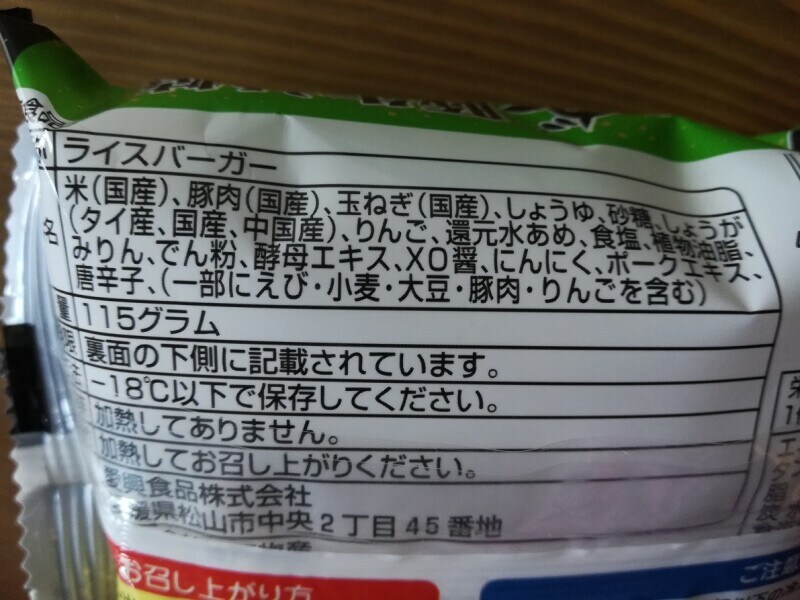 ライスバーガー
名
米(国産)、豚肉(国産)、玉ねぎ(国産)、しょうゆ、砂糖、しょうが
(タイ産、国産、中国産)、りんご、還元水あめ、食塩、植物油脂、
みりん、でん粉、酵母エキス、XO醤、にんにく、ポークエキス、
唐辛子、(一部にえび・小麦・大豆・豚肉・りんごを含む)
量
115グラム
限
裏面の下側に記載されています。
-18℃以下で保存してください。
加熱してありません。
加熱してお召し上がりください。
興食品株式会社
媛県松山市中央2丁目45番地
お召し上がり方
ご注